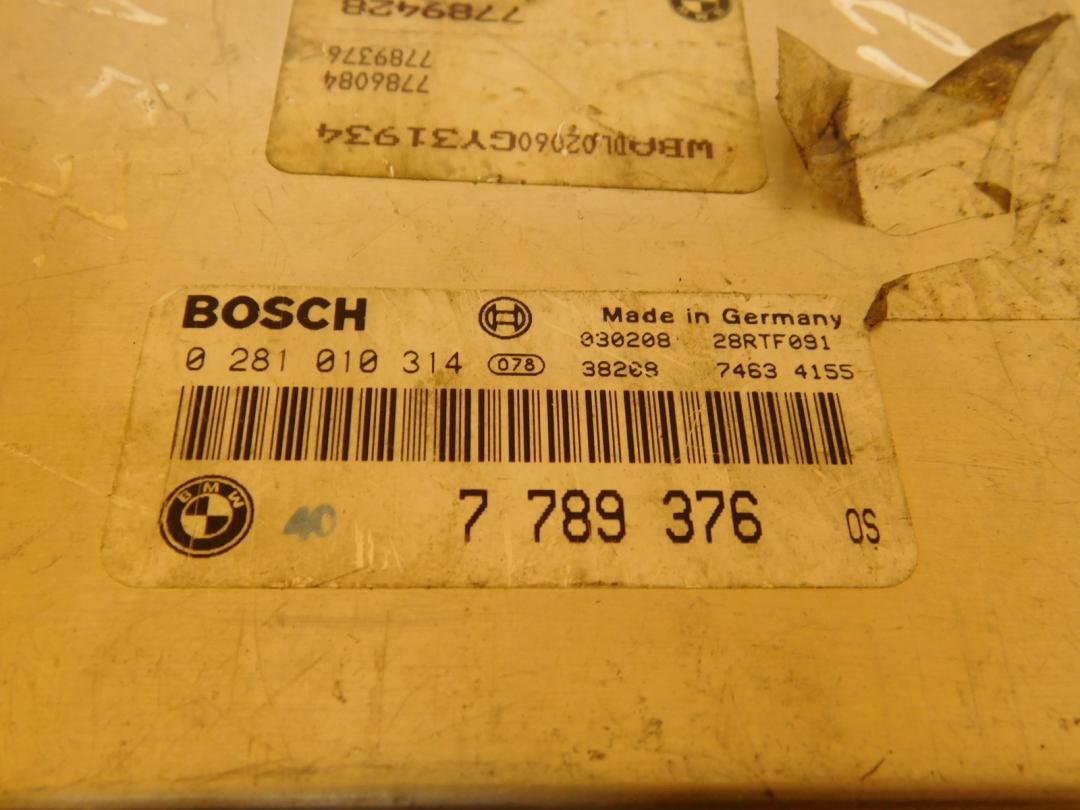 7789428
7789376
7786084
WBADL02060GY31934
BOSCH
Made in Germany
030208 28RTF091
0 281 010 314 078
7463 4155
BMW
40 7 789 376 OS